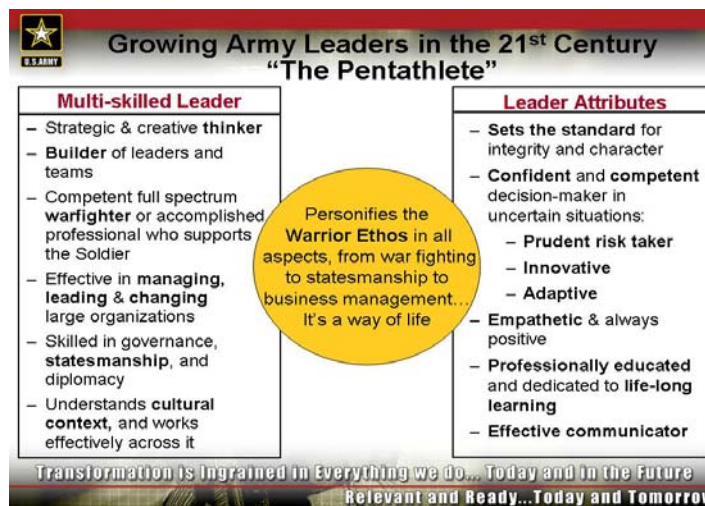 U.S.ARMY
Growing Army Leaders in the 21st Century
“The Pentathlete”
Multi-skilled Leader
– Strategic & creative thinker
– Builder of leaders and
teams
– Competent full spectrum
warfighter or accomplished
professional who supports
the Soldier
– Effective in managing,
leading & changing
large organizations
– Skilled in governance,
statesmanship, and
diplomacy
– Understands cultural
context, and works
effectively across it
Personifies the
Warrior Ethos in all
aspects, from war fighting
to statesmanship to
business management…
It’s a way of life
Leader Attributes
– Sets the standard for
integrity and character
– Confident and competent
decision-maker in
uncertain situations:
– Prudent risk taker
– Innovative
– Adaptive
– Empathetic & always
positive
– Professionally educated
and dedicated to life-long
learning
– Effective communicator
Transformation is Ingrained in Everything we do... Today and in the Future
Relevant and Ready...Today and Tomorrow